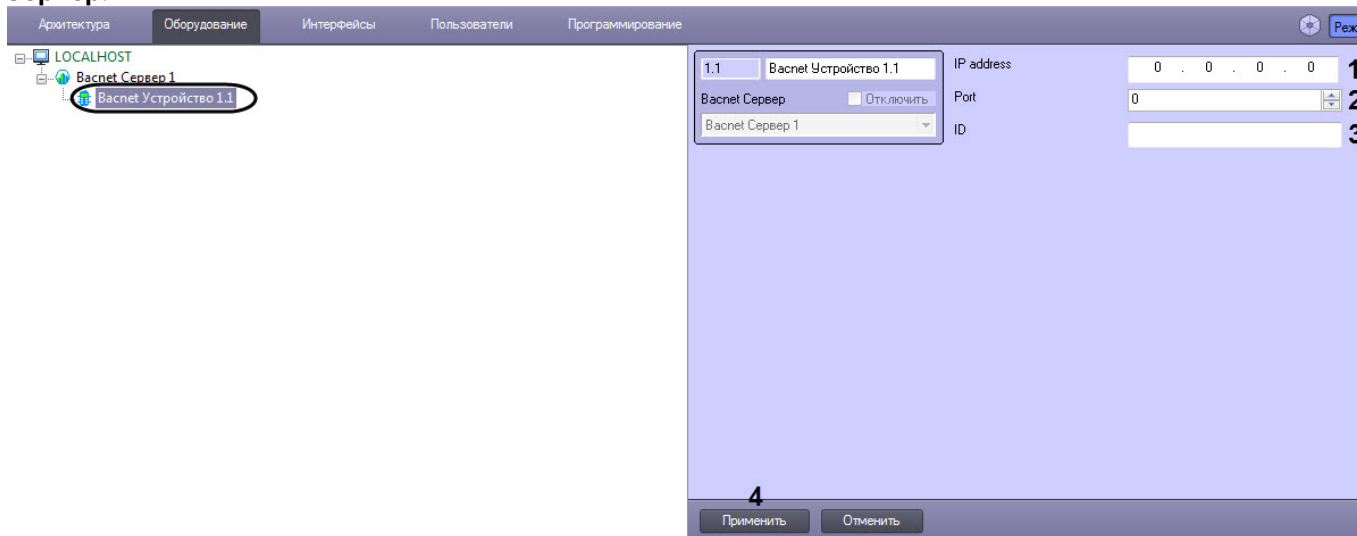 Архитектура Оборудование Интерфейсы Пользователи Программирование
LOCALHOST
Bacnet Сервер 1
Bacnet Устройство 1.1
1.1 Bacnet Устройство 1.1
Bacnet Сервер Отключить
Bacnet Сервер 1
IP address 0 . 0 . 0 . 0 1
Port 0 2
ID 3
4
Применить Отменить